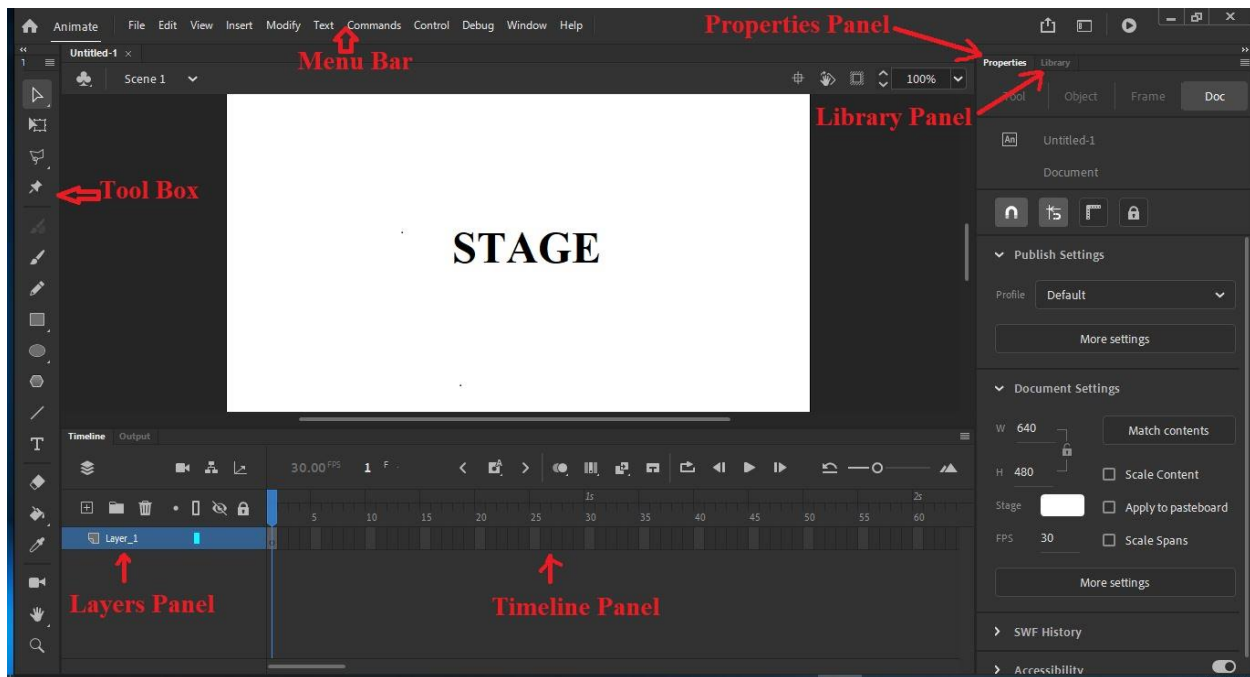 Animate File Edit View Insert Modify Text Commands Control Debug Window Help
Properties Panel
Untitled-1 ×
Menu Bar
1
Properties Library
Scene 1
100%
Tool Object Frame Doc
Library Panel
An Untitled-1
Document
Tool Box
STAGE
Publish Settings
Profile Default
More settings
Document Settings
W 640
Match contents
H 480
Scale Content
Stage
Apply to pasteboard
FPS 30
Scale Spans
More settings
SWF History
Accessibility
T
Timeline Output
30.00 FPS 1 F
1s 2s
5 10 15 20 25 30 35 40 45 50 55 60
Layer_1
Layers Panel
Timeline Panel